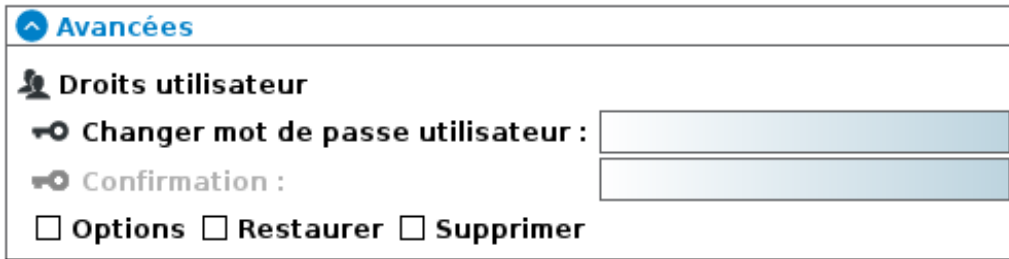 Avancées
Droits utilisateur
Changer mot de passe utilisateur :
Confirmation :
Options Restaurer Supprimer